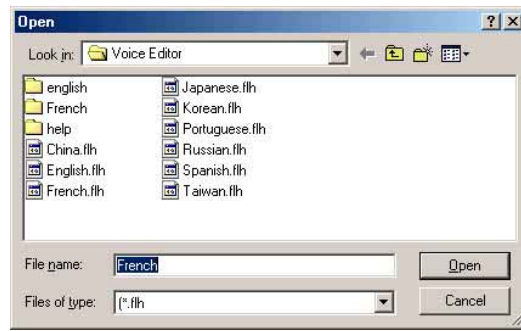 Open
Look in: Voice Editor
english
French
help
China.flh
English.flh
French.flh
Japanese.flh
Korean.flh
Portuguese.flh
Russian.flh
Spanish.flh
Taiwan.flh
File name: French Open
Files of type: (*.flh Cancel